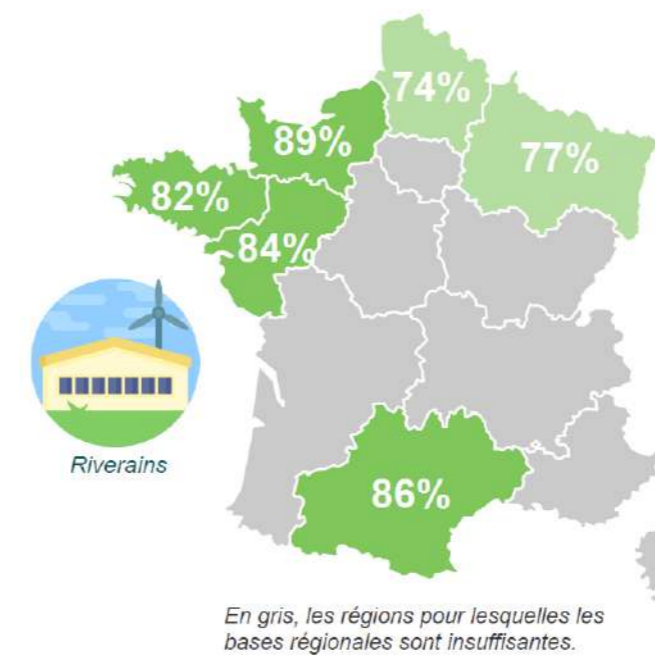 74%
89%
77%
82%
84%
Riverains
86%
En gris, les régions pour lesquelles les
bases régionales sont insuffisantes.